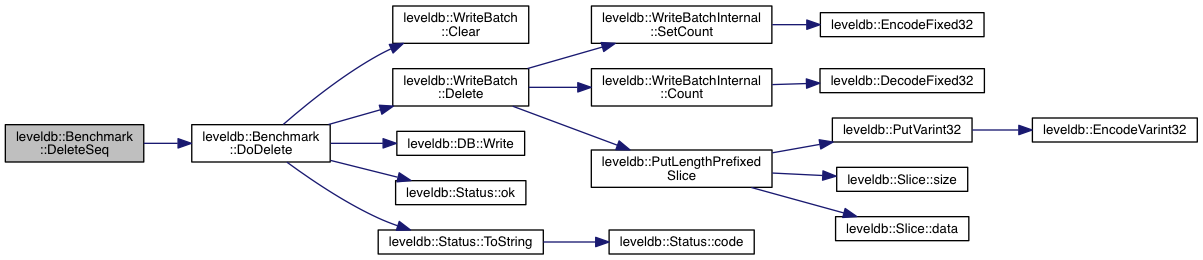 leveldb::Benchmark
::DeleteSeq
leveldb::Benchmark
::DoDelete
leveldb::WriteBatch
::Clear
leveldb::WriteBatch
::Delete
leveldb::DB::Write
leveldb::Status::ok
leveldb::Status::ToString
leveldb::WriteBatchInternal
::SetCount
leveldb::WriteBatchInternal
::Count
leveldb::PutLengthPrefixed
Slice
leveldb::Status::code
leveldb::EncodeFixed32
leveldb::DecodeFixed32
leveldb::PutVarint32
leveldb::Slice::size
leveldb::Slice::data
leveldb::EncodeVarint32